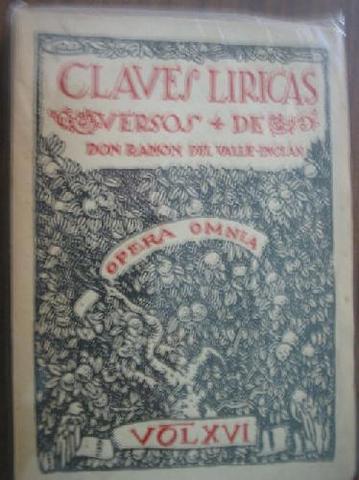 CLAVES LIRICAS
VERSOS + DE
DON RAMON DEL VALLE-INCLAN
OPERA OMNIA
VOL XVI